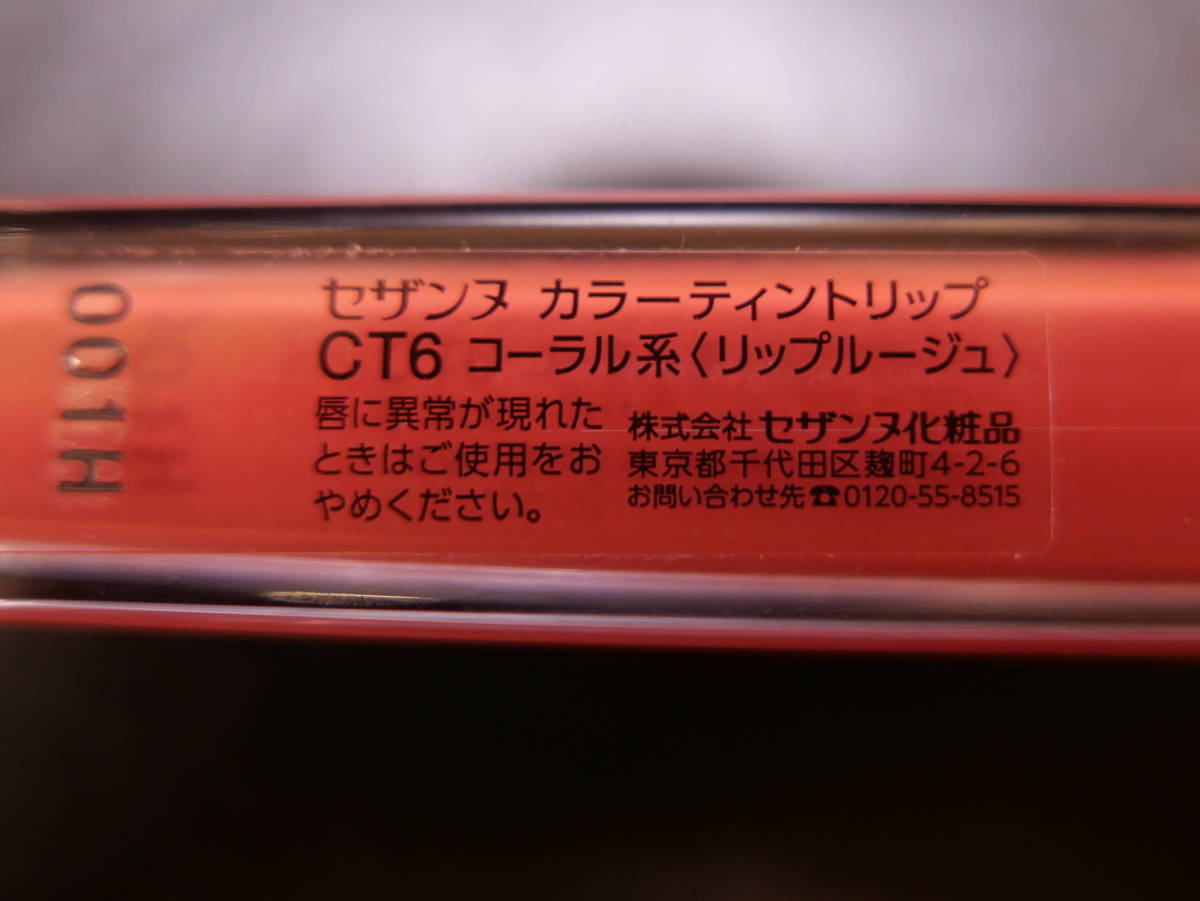 001H
セザンヌ カラーティントリップ
CT6 コーラル系〈リップルージュ〉
唇に異常が現れた
ときはご使用をお
やめください。
株式会社 セザンヌ化粧品
東京都千代田区麹町4-2-6
お問い合わせ先☎0120-55-8515